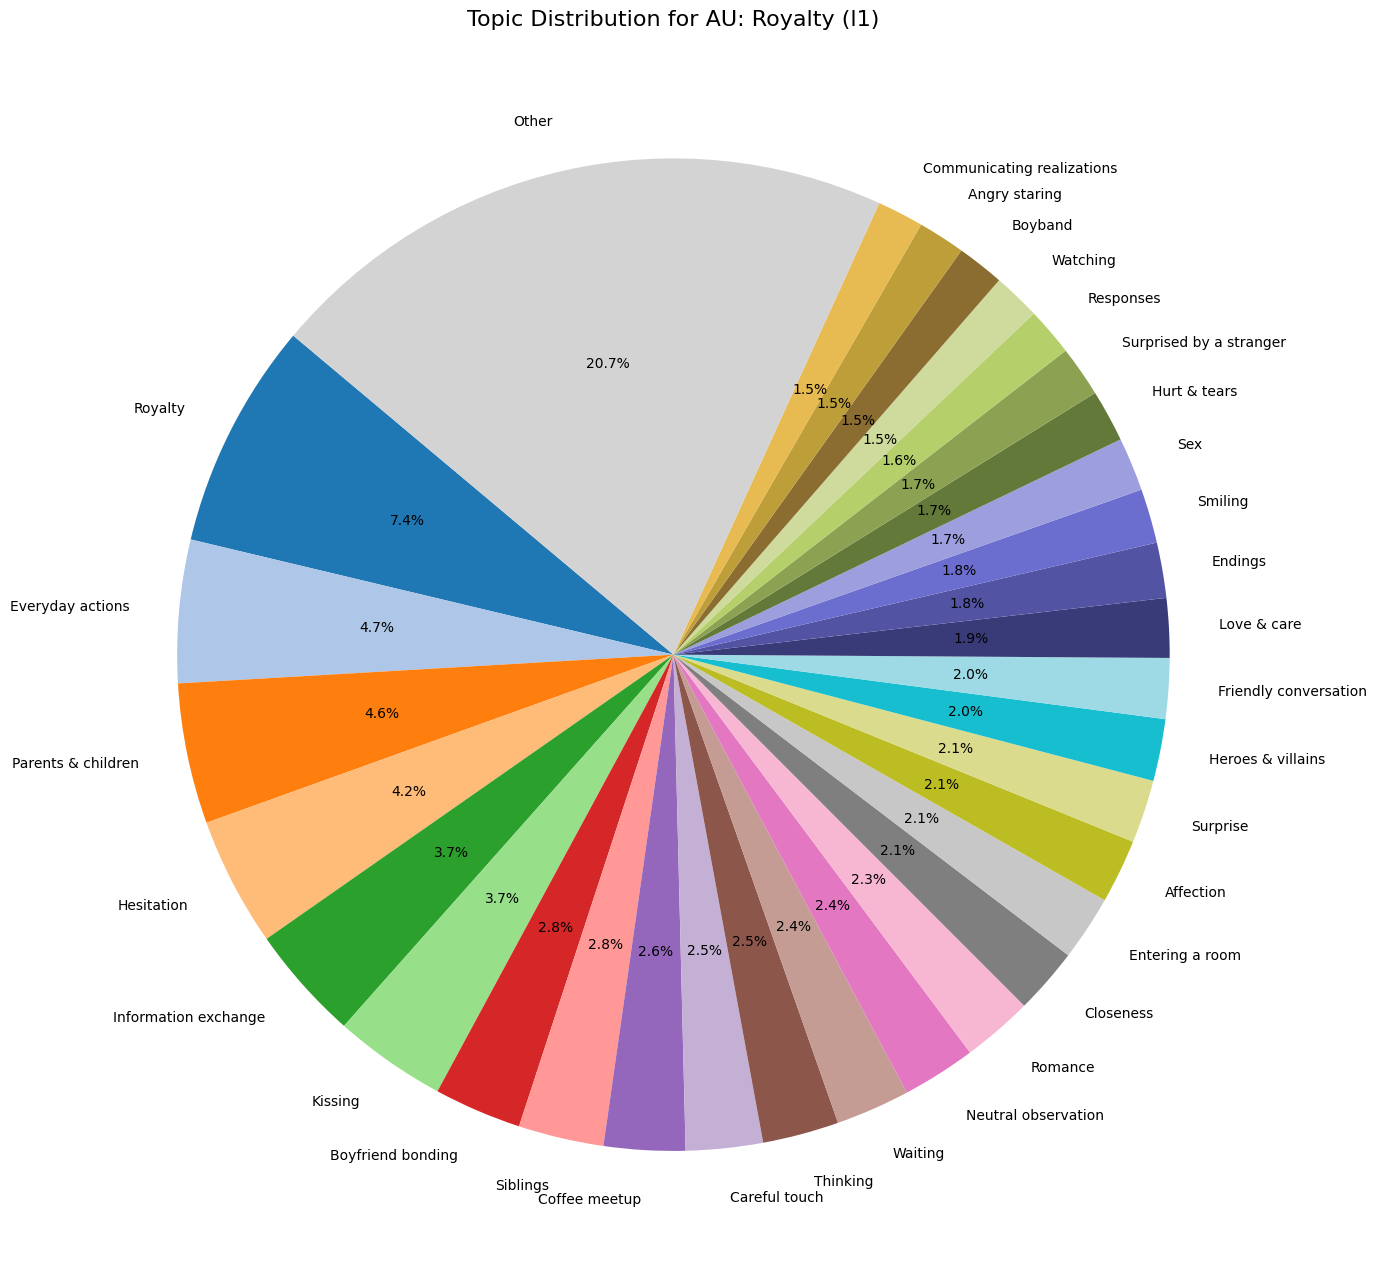 Topic Distribution for AU: Royalty (l1)
Other
20.7%
Royalty
7.4%
Everyday actions
4.7%
Parents & children
4.6%
Hesitation
4.2%
Information exchange
3.7%
Kissing
3.7%
Boyfriend bonding
2.8%
Siblings
2.8%
Coffee meetup
2.6%
Careful touch
2.5%
Thinking
2.5%
Waiting
2.4%
Neutral observation
2.4%
Romance
2.3%
Closeness
2.1%
Entering a room
2.1%
Affection
2.1%
Surprise
2.1%
Heroes & villains
2.0%
Friendly conversation
2.0%
Love & care
1.9%
Endings
1.8%
Smiling
1.8%
Sex
1.7%
Hurt & tears
1.7%
Surprised by a stranger
1.7%
Responses
1.6%
Watching
1.5%
Boyband
1.5%
Angry staring
1.5%
Communicating realizations
1.5%